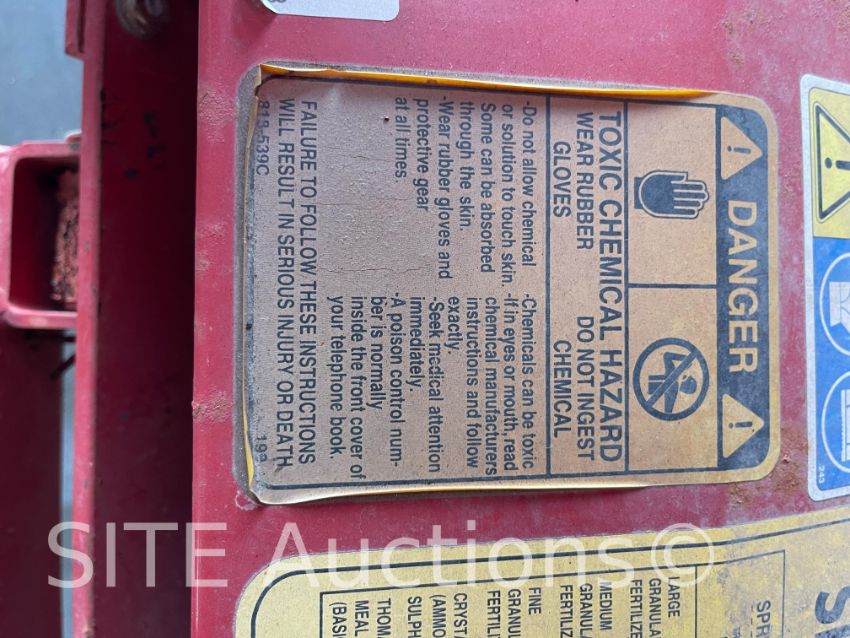 DANGER
TOXIC CHEMICAL HAZARD
WEAR RUBBER
GLOVES
DO NOT INGEST
CHEMICAL
-Do not allow chemical
or solution to touch skin.
Some can be absorbed
through the skin.
-Wear rubber gloves and
protective gear
at all times.
-Chemicals can be toxic
-If in eyes or mouth, read
chemical manufacturers
instructions and follow
exactly.
-Seek medical attention
immediately.
-A poison control num-
ber is normally
inside the front cover of
your telephone book.
FAILURE TO FOLLOW THESE INSTRUCTIONS
WILL RESULT IN SERIOUS INJURY OR DEATH
818-539C
243
LARGE
GRANULA
FERTILIZE
MEDIUM
GRANULA
FERTILIZ
FINE
GRANUL
FERTILI
CRYST
(AMMO
SULPH
THOM
MEAL
(BASI
SITE Auctions©